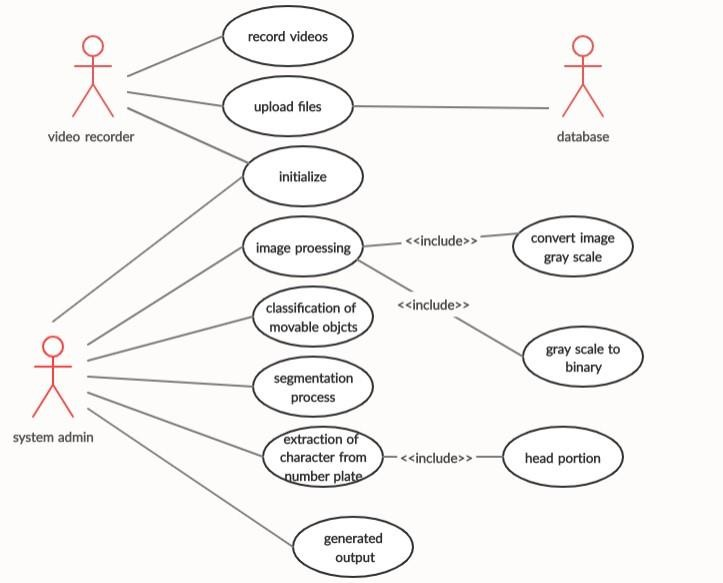 record videos
video recorder
upload files
database
initialize
image proessing
<<include>>
convert image
gray scale
classification of
movable objcts
<<include>>
gray scale to
binary
segmentation
process
system admin
extraction of
character from
number plate
<<include>>
head portion
generated
output